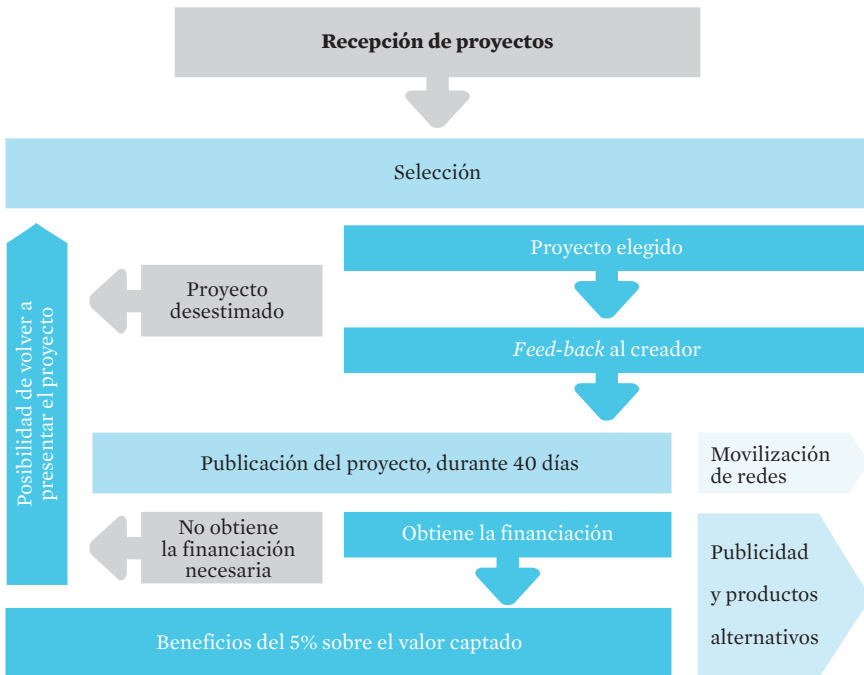 Recepción de proyectos
Selección
Proyecto elegido
Proyecto
desestimado
Feed-back al creador
Posibilidad de volver a
presentar el proyecto
Publicación del proyecto, durante 40 días
Movilización
de redes
No obtiene
la financiación
necesaria
Obtiene la financiación
Publicidad
y productos
alternativos
Beneficios del 5% sobre el valor captado